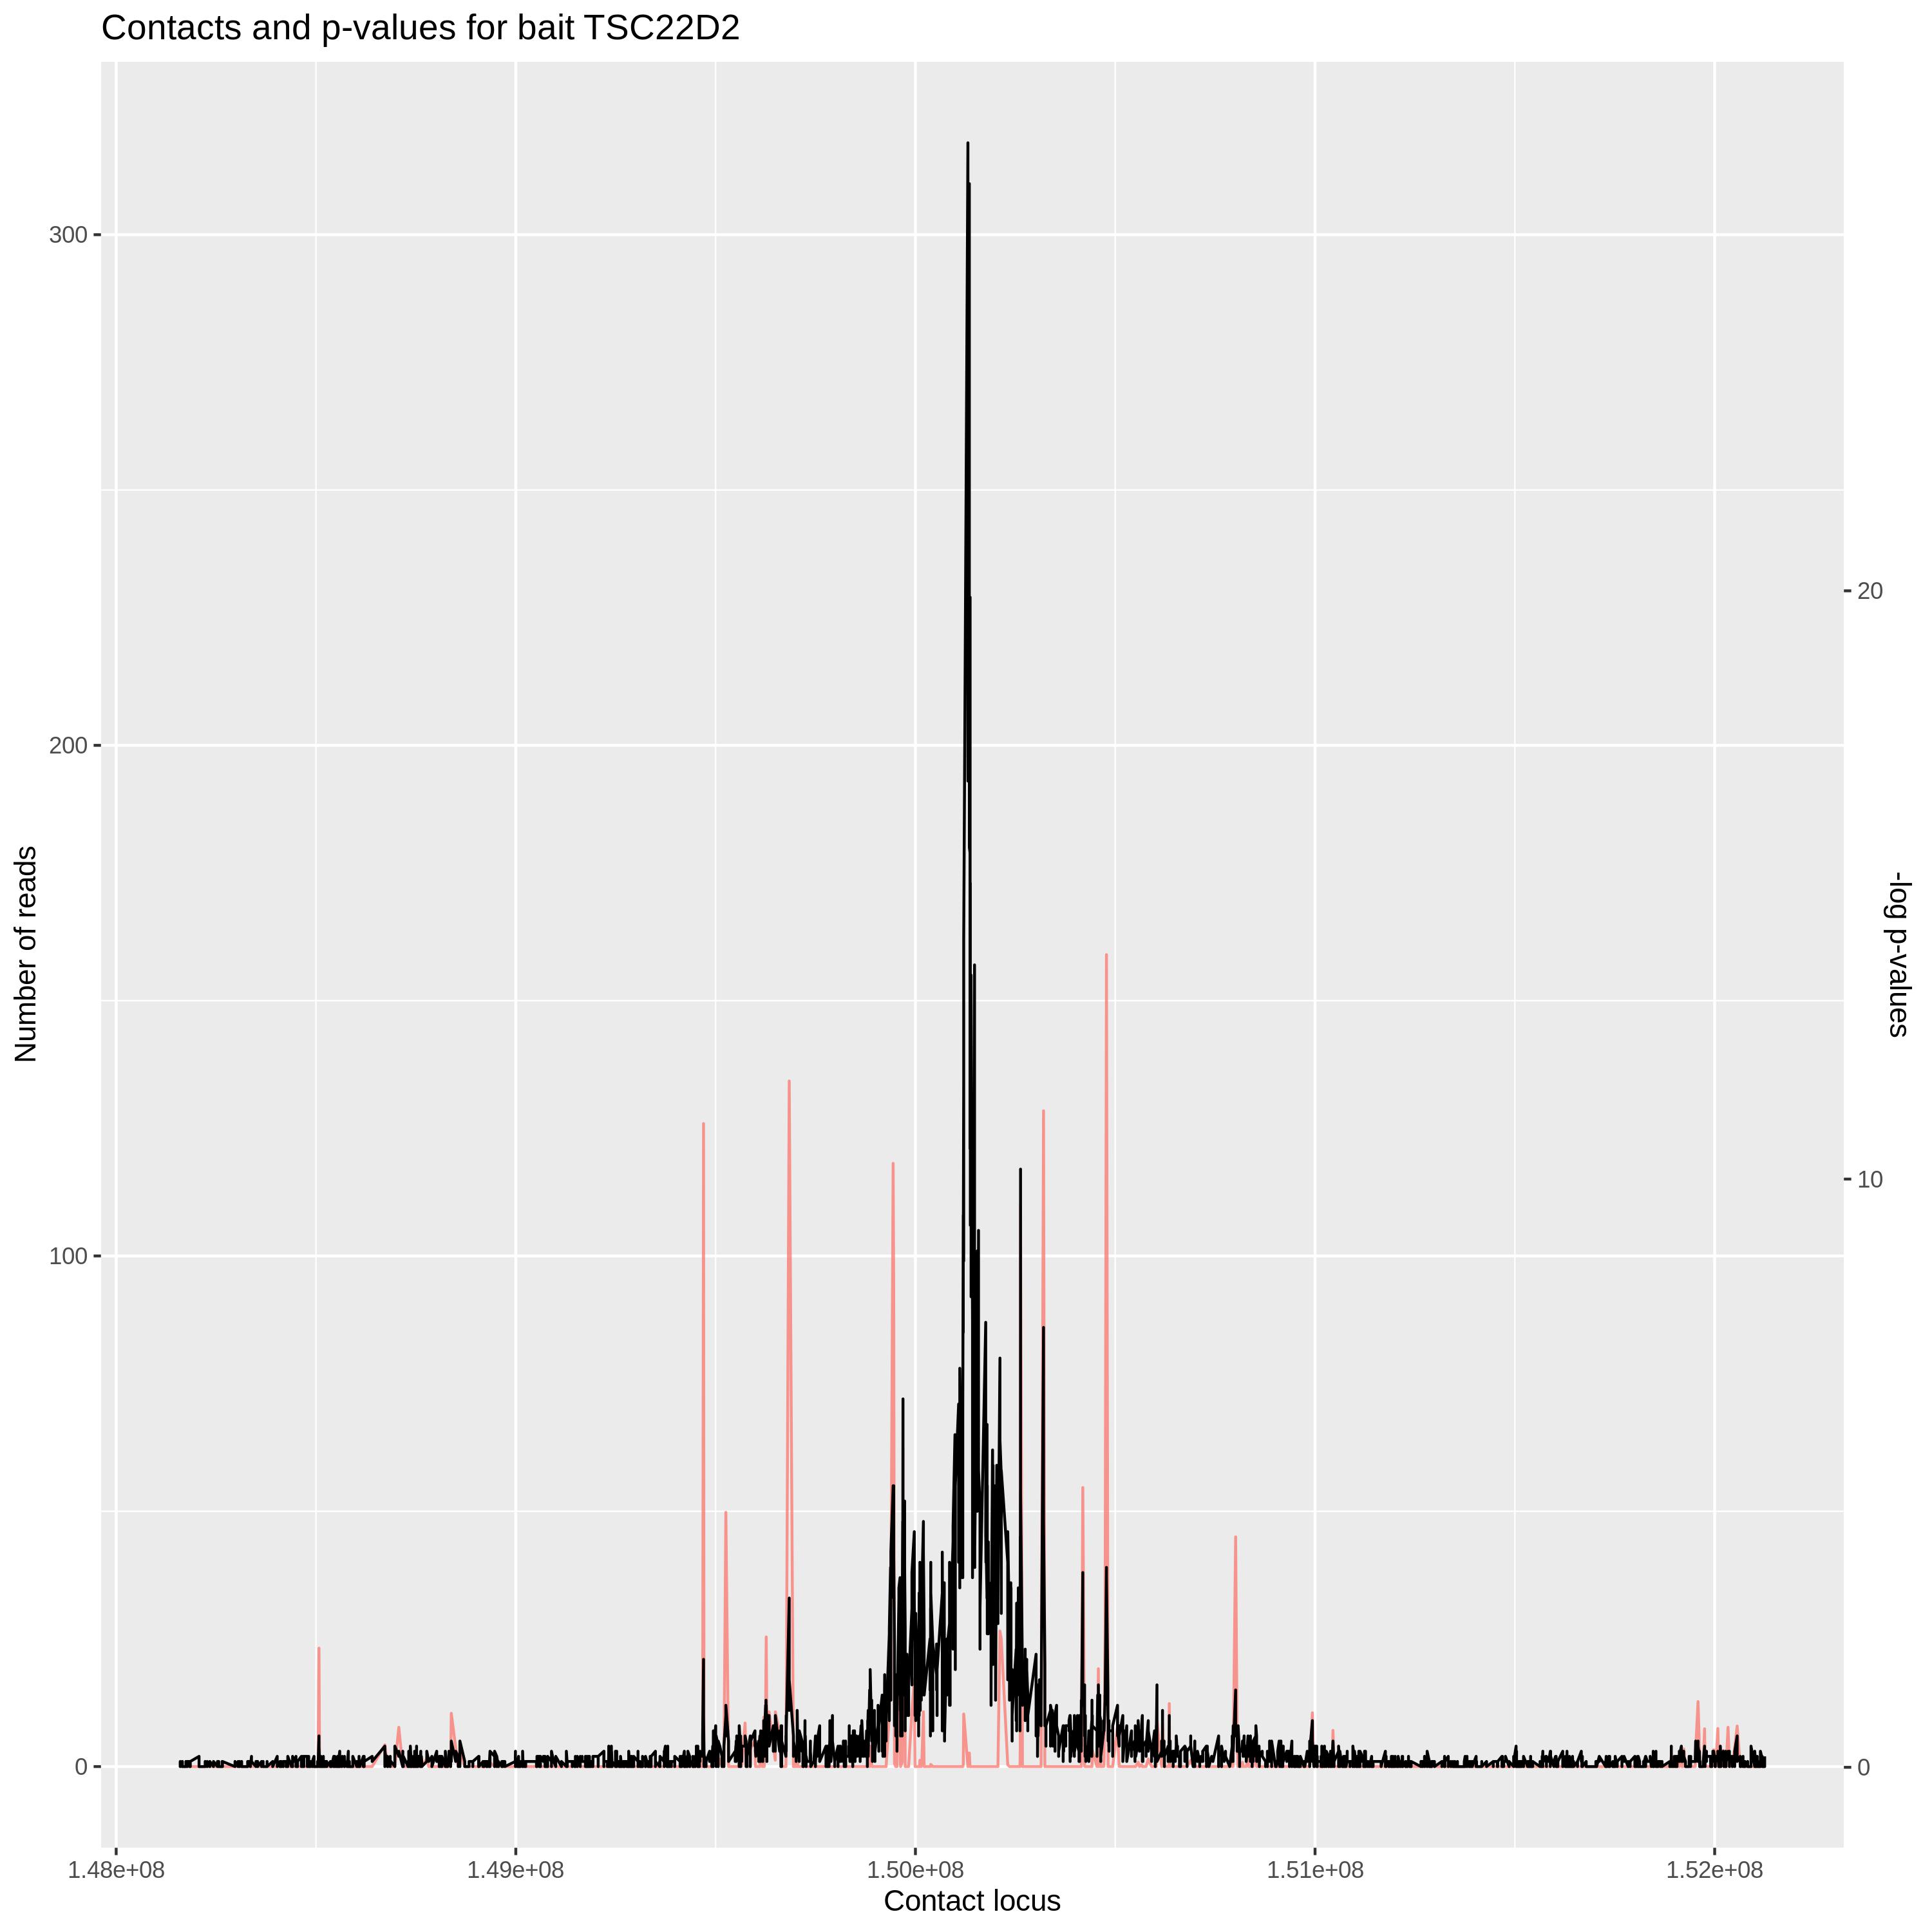 Contacts and p-values for bait TSC22D2
Number of reads
300
200
100
0
-log p-values
20
10
0
1.48e+08
1.49e+08
1.50e+08
1.51e+08
1.52e+08
Contact locus